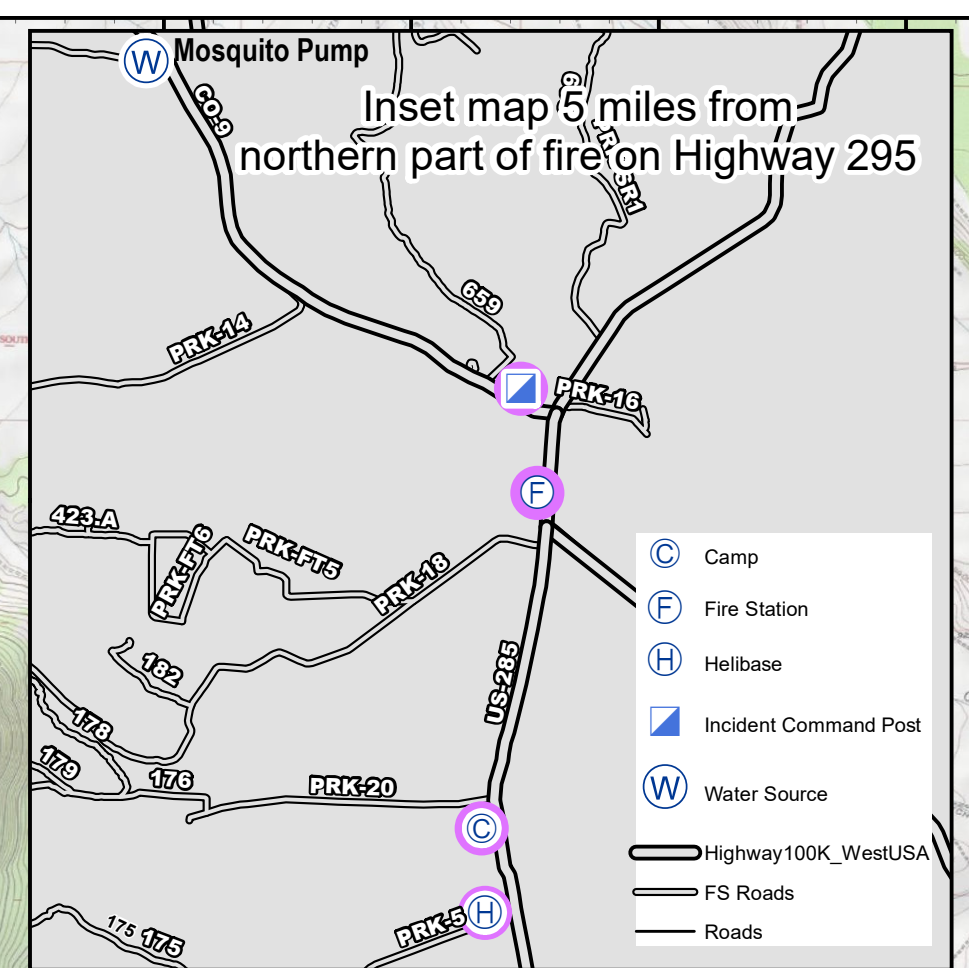 W Mosquito Pump
CO-9
Inset map 5 miles from
northern part of fire on Highway 295
659
PRK-14
PRK-16
F
423-A
PRK-FT6
PRK-FT5
PRK-18
182
US-285
178
179
176
PRK-20
C
H
PRK-5
175 175
C Camp
F Fire Station
H Helibase
Incident Command Post
W Water Source
Highway100K_WestUSA
FS Roads
Roads